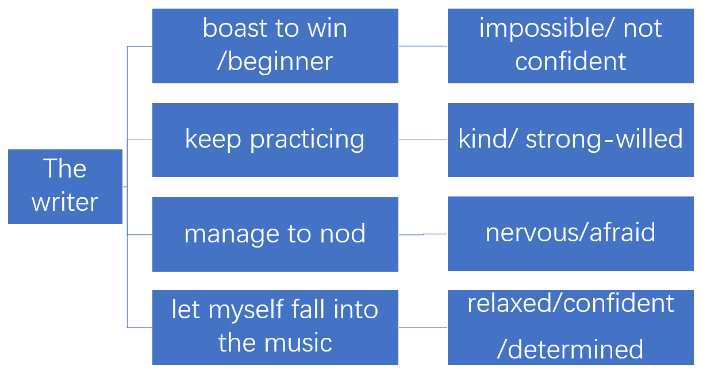 The
writer
boast to win
/beginner
impossible/ not
confident
keep practicing
kind/ strong-willed
manage to nod
nervous/afraid
let myself fall into
the music
relaxed/confident
/determined